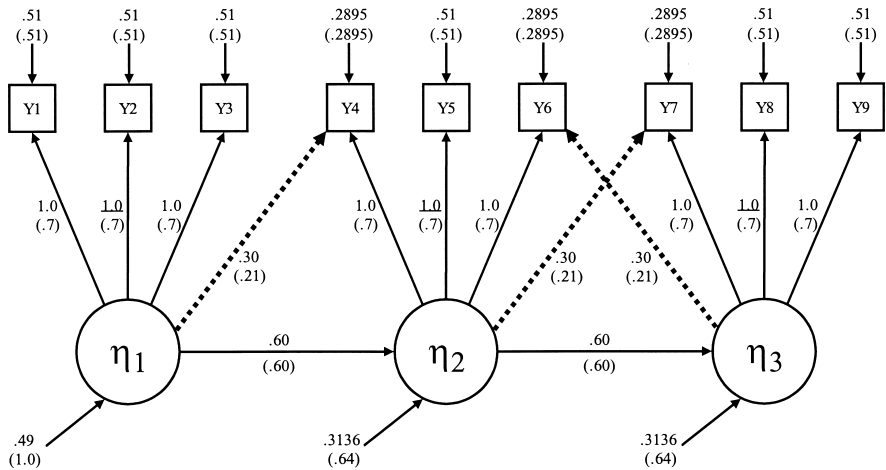 .51 .51 .51 .2895 .51 .2895 .2895 .51 .51
(.51) (.51) (.51) (.2895) (.51) (.2895) (.2895) (.51) (.51)
Y1 Y2 Y3 Y4 Y5 Y6 Y7 Y8 Y9
1.0 1.0 1.0 1.0 1.0 1.0 1.0 1.0 1.0
(.7) (.7) (.7) (.7) (.7) (.7) (.7) (.7) (.7)
.30 .30 .30
(.21) (.21) (.21)
.60 .60
η1 η2 η3
(.60) (.60)
.49 .3136 .3136
(1.0) (.64) (.64)